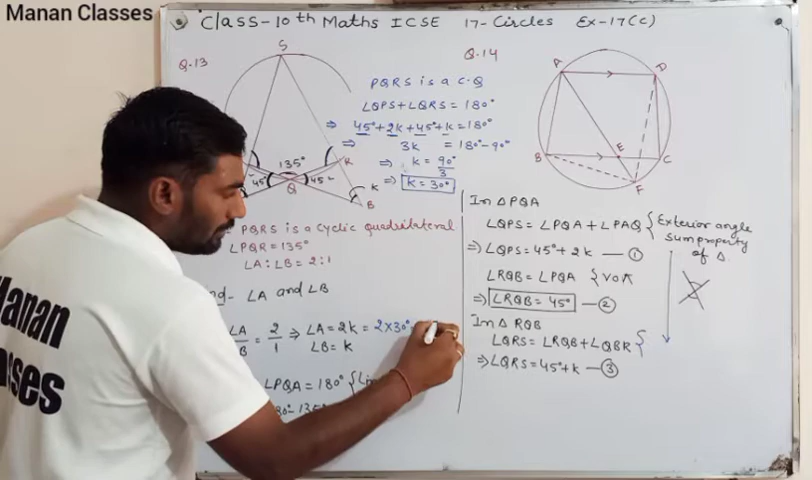 Manan Classes
Class-10th Maths ICSE 17-Circles Ex-17(C)
Q-13
S
135°
45°
45°
Q
R
K
B
PQRS is a cyclic quadrilateral
∠PQR=135°
∠A:∠B=2:1
∠A and ∠B
∠A/B = 2/1 ⇒ ∠A=2k = 2×30°
∠B=k
∠PQA=180°
Q-14
PQRS is a C.Q
∠QPS+∠QRS=180°
⇒ 45°+2k+45°+k=180°
⇒ 3k = 180°-90°
⇒ k = 90°/3
⇒ k=30°
A
D
B
E
C
F
In △PQA
∠QPS=∠PQA+∠PAQ { Exterior angle
sum property
of △
⇒ ∠QPS=45°+2k — ①
∠RQB=∠PQA {VOA
⇒ ∠RQB=45° — ②
In △ RQB
∠QRS=∠RQB+∠QBR {
⇒ ∠QRS=45°+k — ③
Manan
sses